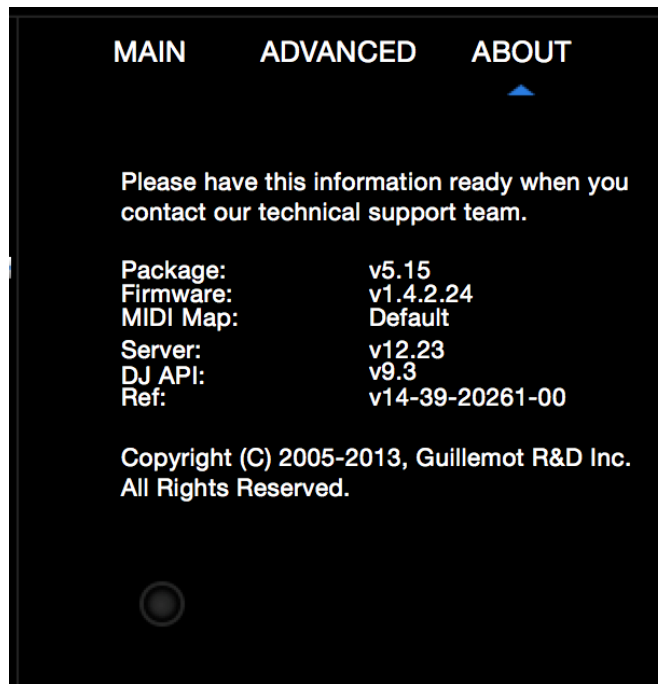 MAIN ADVANCED ABOUT
Please have this information ready when you
contact our technical support team.
Package: v5.15
Firmware: v1.4.2.24
MIDI Map: Default
Server: v12.23
DJ API: v9.3
Ref: v14-39-20261-00
Copyright (C) 2005-2013, Guillemot R&D Inc.
All Rights Reserved.